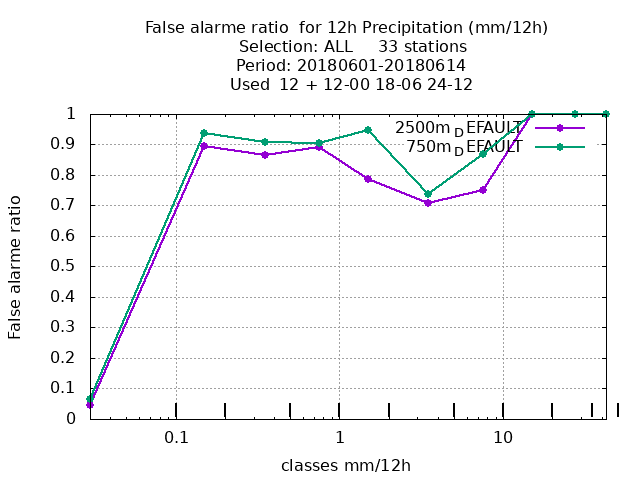 False alarme ratio  for 12h Precipitation (mm/12h)
Selection: ALL     33 stations
Period: 20180601-20180614
Used  12 + 12-00 18-06 24-12
1
0.9
0.8
0.7
0.6
0.5
0.4
0.3
0.2
0.1
0
False alarme ratio
2500m_DEFAULT
750m_DEFAULT
0.1
1
10
classes mm/12h